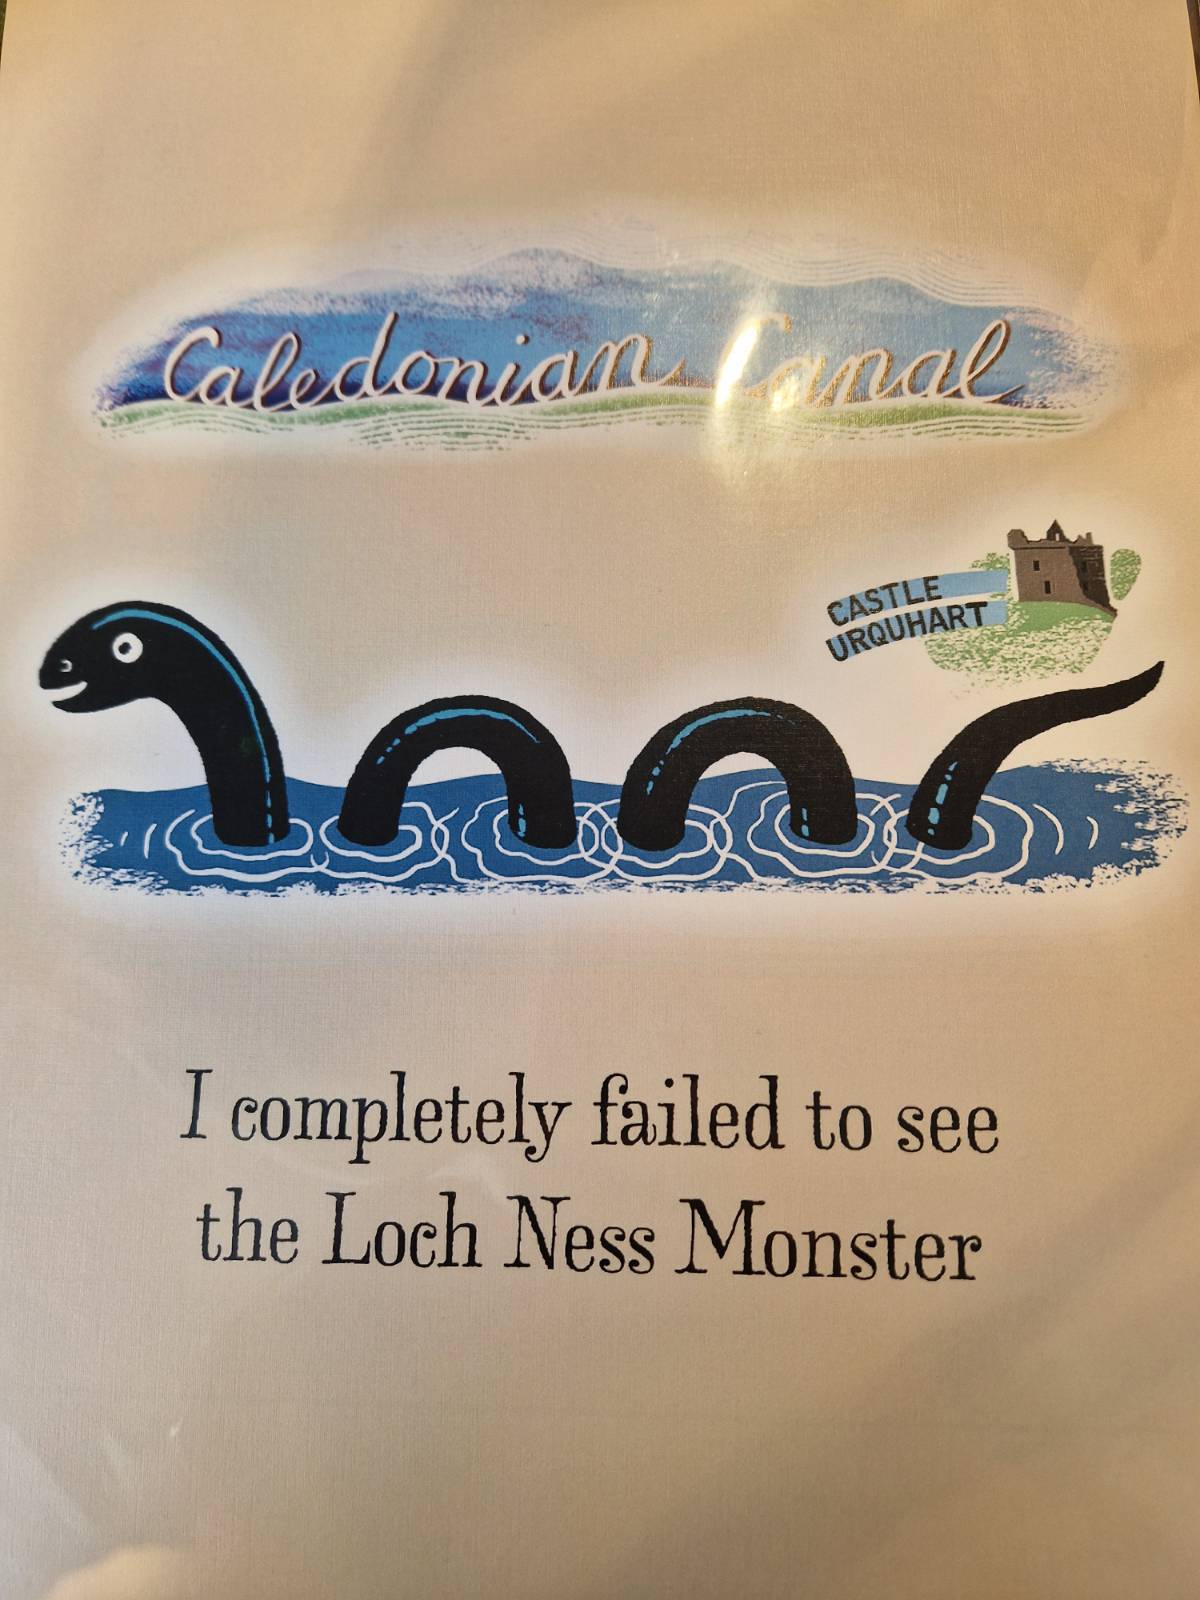 Caledonian Canal
CASTLE
URQUHART
I completely failed to see
the Loch Ness Monster